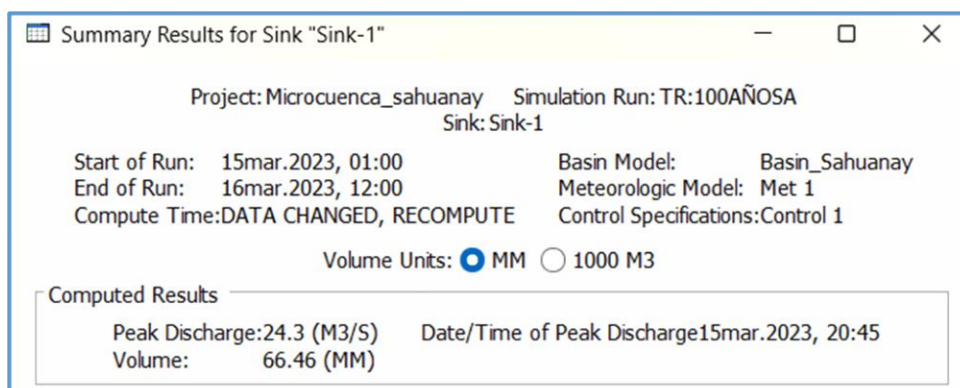 Summary Results for Sink "Sink-1"
Project: Microcuenca_sahuanay Simulation Run: TR:100AÑOSA
Sink: Sink-1
Start of Run: 15mar.2023, 01:00 Basin Model: Basin_Sahuanay
End of Run: 16mar.2023, 12:00 Meteorologic Model: Met 1
Compute Time:DATA CHANGED, RECOMPUTE Control Specifications:Control 1
Volume Units: MM 1000 M3
Computed Results
Peak Discharge:24.3 (M3/S) Date/Time of Peak Discharge15mar.2023, 20:45
Volume: 66.46 (MM)